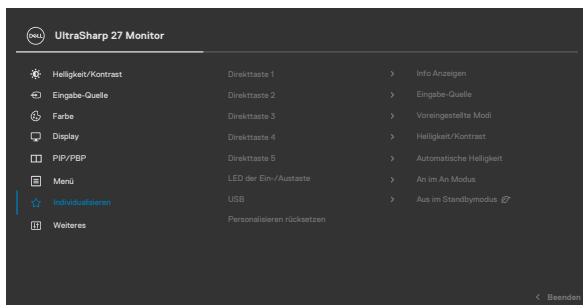 DELL UltraSharp 27 Monitor
Helligkeit/Kontrast Direkttaste 1 > Info Anzeigen
Eingabe-Quelle Direkttaste 2 > Eingabe-Quelle
Farbe Direkttaste 3 > Voreingestellte Modi
Display Direkttaste 4 > Helligkeit/Kontrast
PIP/PBP Direkttaste 5 > Automatische Helligkeit
Menü LED der Ein-/Austaste > An im An Modus
Individualisieren USB > Aus im Standbymodus
Weiteres Personalisieren rücksetzen
< Beenden